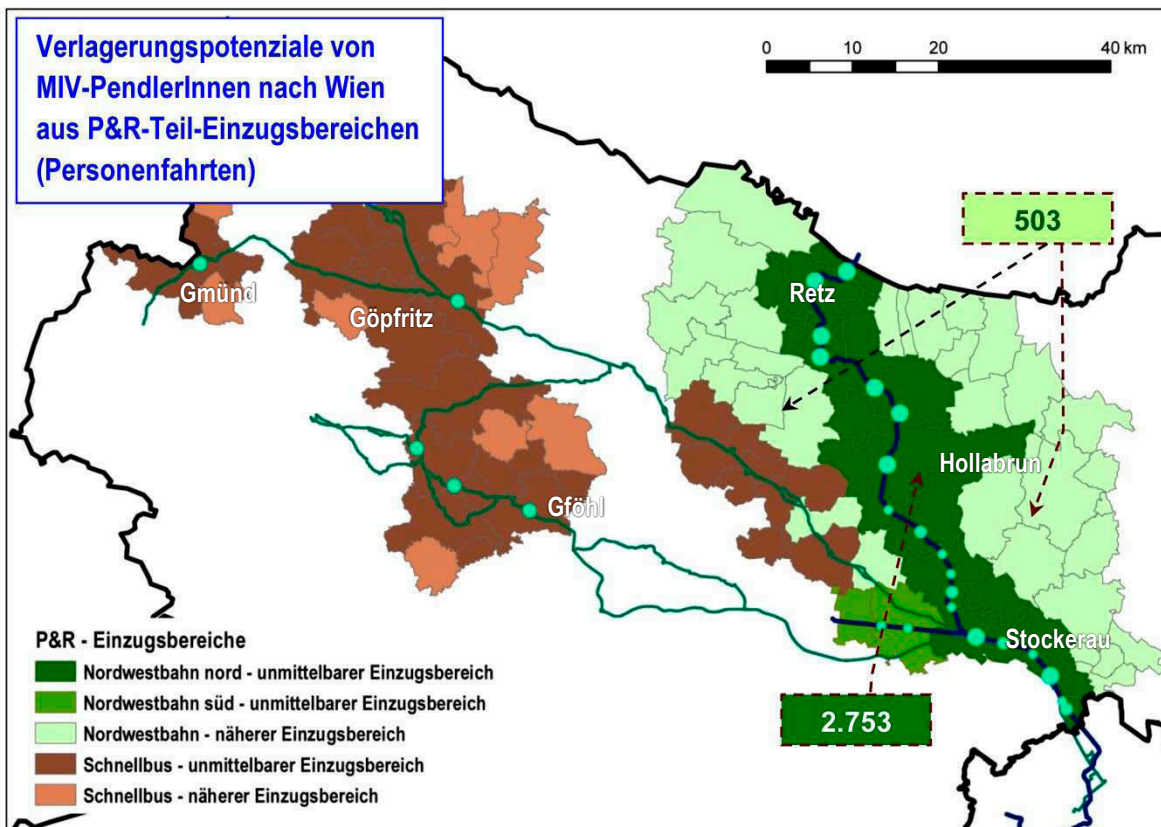 Verlagerungspotenziale von
MIV-PendlerInnen nach Wien
aus P&R-Teil-Einzugsbereichen
(Personenfahrten)
0 10 20 40 km
503
Gmünd
Göpfritz
Retz
Hollabrun
Gföhl
Stockerau
2.753
P&R - Einzugsbereiche
Nordwestbahn nord - unmittelbarer Einzugsbereich
Nordwestbahn süd - unmittelbarer Einzugsbereich
Nordwestbahn - näherer Einzugsbereich
Schnellbus - unmittelbarer Einzugsbereich
Schnellbus - näherer Einzugsbereich